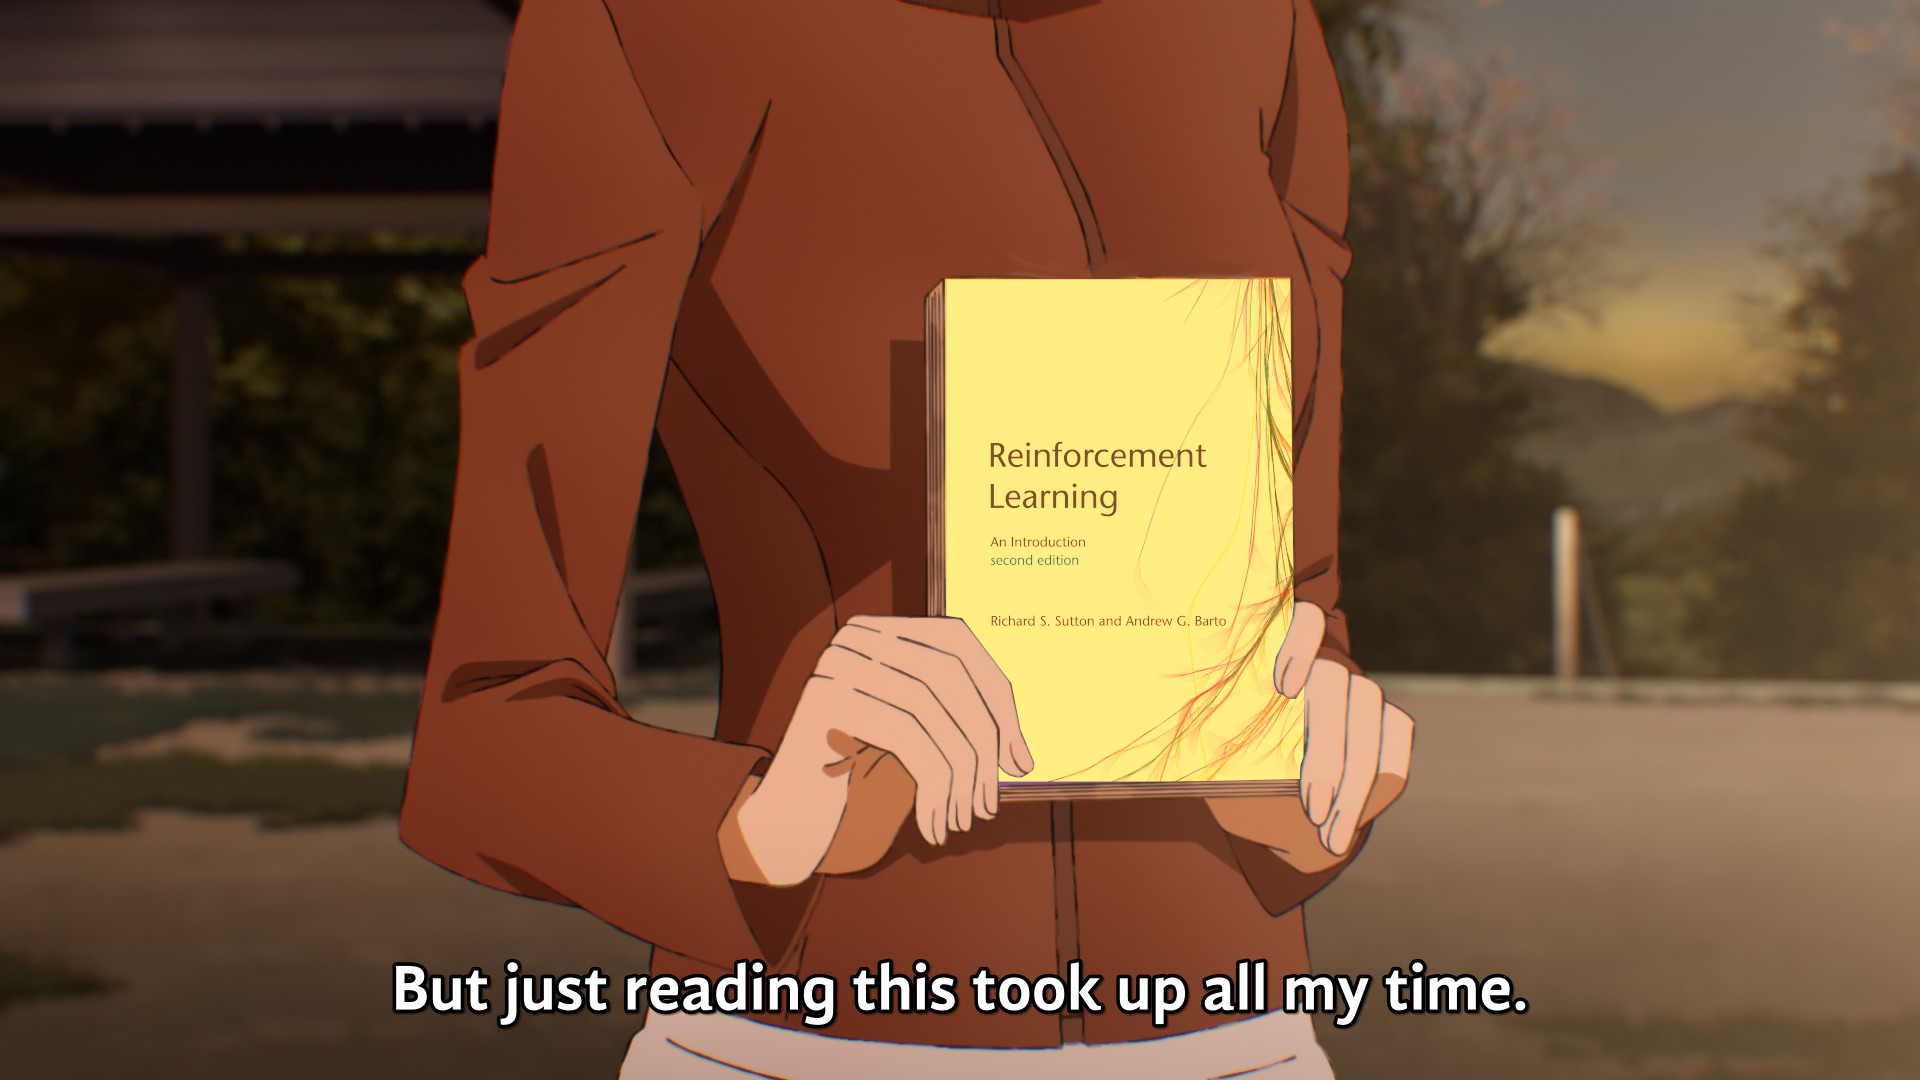 Reinforcement
Learning
An Introduction
second edition
Richard S. Sutton and Andrew G. Barto
But just reading this took up all my time.